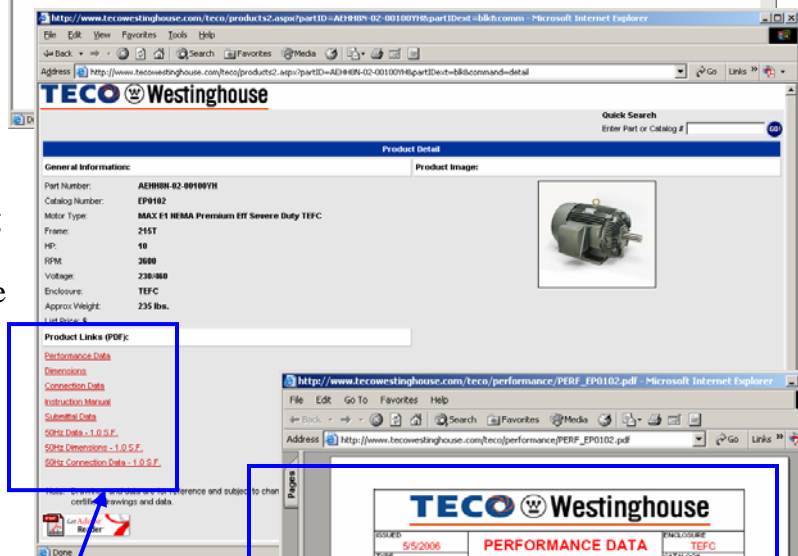 http://www.tecowestinghouse.com/teco/products2.aspx?partID=AEHH8N-02-00100YH&partIDext=blk&comm - Microsoft Internet Explorer
File Edit View Favorites Tools Help
Back Search Favorites Media
Address http://www.tecowestinghouse.com/teco/products2.aspx?partID=AEHH8N-02-00100YH&partIDext=blk&command=detail Go Links »
TECO Westinghouse
Quick Search
Enter Part or Catalog # GO!
Product Detail
General Information: Product Image:
Part Number: AEHH8N-02-00100YH
Catalog Number: EP0102
Motor Type: MAX E1 NEMA Premium Eff Severe Duty TEFC
Frame: 215T
HP: 10
RPM: 3600
Voltage: 230/460
Enclosure: TEFC
Approx Weight: 235 lbs.
List Price: $
Product Links (PDF):
Performance Data
Dimensions
Connection Data
Instruction Manual
Submittal Data
50Hz Data - 1.0 S.F.
50Hz Dimensions - 1.0 S.F.
50Hz Connection Data - 1.0 S.F.
Note: data are for reference and subject to chan
certified drawings and data.
Get Adobe Reader
Done
http://www.tecowestinghouse.com/teco/performance/PERF_EP0102.pdf - Microsoft Internet Explorer
File Edit Go To Favorites Help
Back Search Favorites Media
Address http://www.tecowestinghouse.com/teco/performance/PERF_EP0102.pdf Go Links »
Pages
TECO Westinghouse
ISSUED
5/5/2006
PERFORMANCE DATA
ENCLOSURE
TEFC